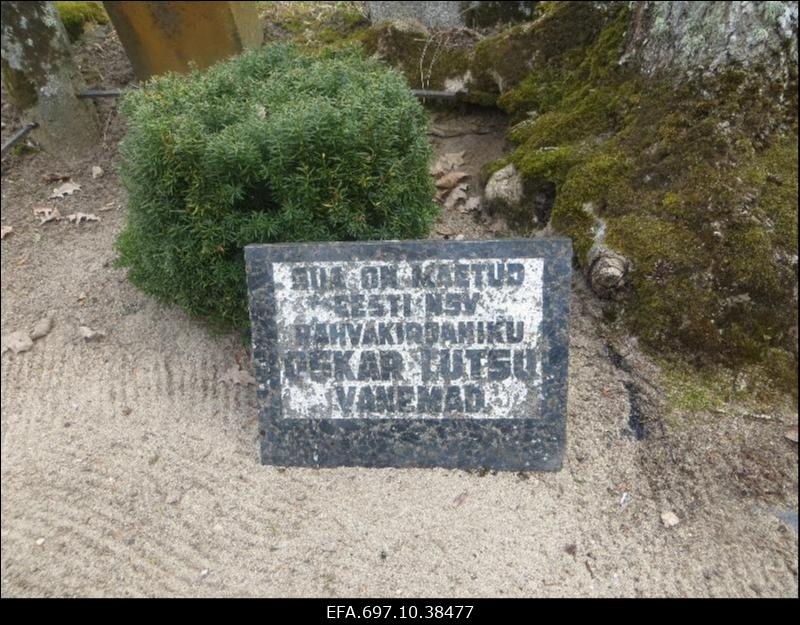 SIIA ON MAETUD
EESTI NSV
RAHVAKIRJANIKU
OSKAR LUTSU
VANEMAD
EFA.697.10.38477